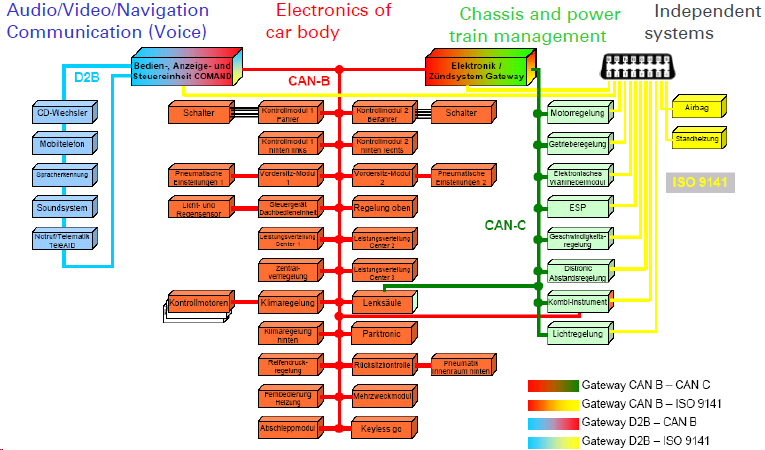 Audio/Video/Navigation
Communication (Voice)
Electronics of
car body
Chassis and power
train management
Independent
systems
D2B
Bedien-, Anzeige- und
Steuereinheit COMAND
CAN-B
Elektronik /
Zündsystem Gateway
CD-Wechsler
Mobiltelefon
Spracherkennung
Soundsystem
Notruf/Telematik
TeleAID
Schalter
Kontrollmodul 1
Fahrer
Kontrollmodul 2
Beifahrer
Schalter
Kontrollmodul 1
hinten links
Kontrollmodul 2
hinten rechts
Pneumatische
Einstellungen 1
Vordersitz-Modul
1
Vordersitz-Modul
2
Pneumatische
Einstellungen 2
Licht- und
Regensensor
Steuergerät
Dachbedieneinheit
Regelung oben
Leistungsverteilung
Center 1
Leistungsverteilung
Center 2
Zentral-
verriegelung
Leistungsverteilung
Center 3
Kontrollmotoren
Klimaregelung
Lenksäule
Klimaregelung
hinten
Parktronic
Reifendruck-
regelung
Rücksitzkontrolle
Pneumatik
Innenraum hinten
Fernbedienung
Heizung
Mehrzweckmodul
Abschleppmodul
Keyless go
CAN-C
Motorregelung
Getrieberegelung
Elektronisches
Wählhebelmodul
ESP
Geschwindigkeits-
regelung
Distronic
Abstandsregelung
Kombi-Instrument
Lichtregelung
Airbag
Standheizung
ISO 9141
Gateway CAN B – CAN C
Gateway CAN B – ISO 9141
Gateway D2B – CAN B
Gateway D2B – ISO 9141